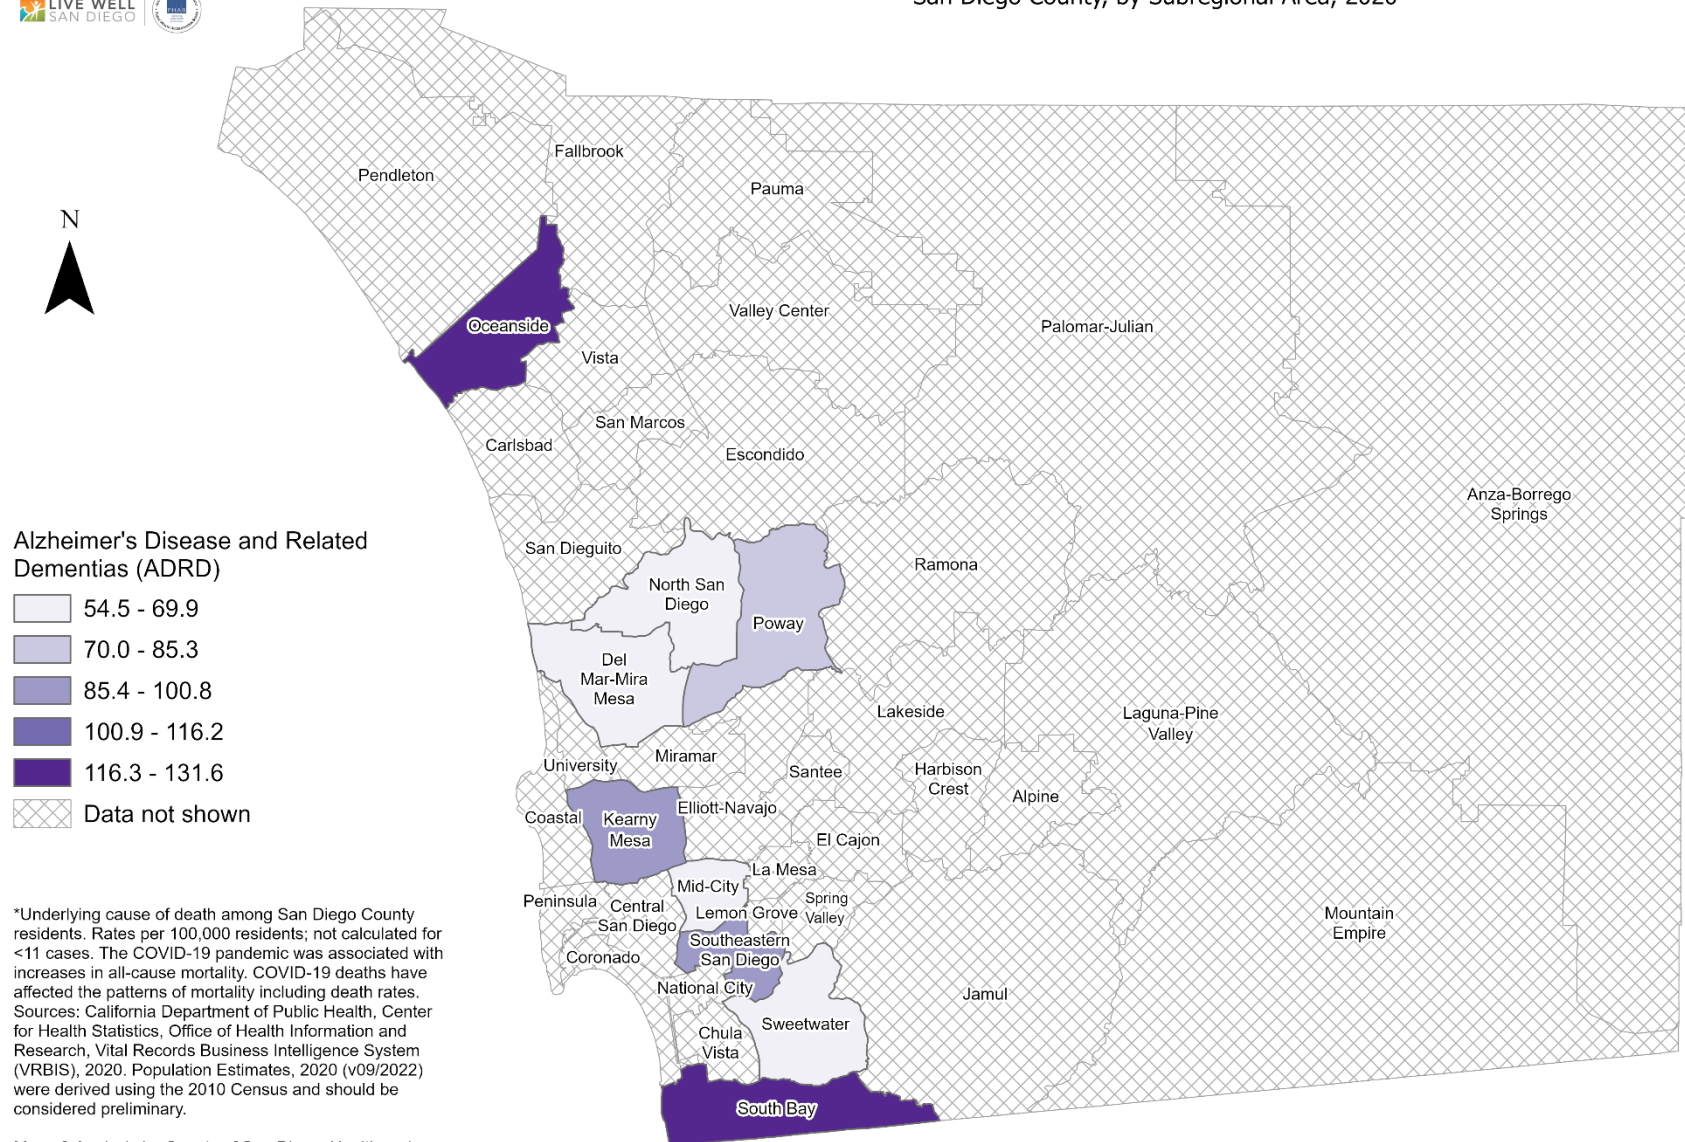 LIVE WELL
SAN DIEGO
PHAB
San Diego County, by Subregional Area, 2020
N
Pendleton
Fallbrook
Pauma
Oceanside
Valley Center
Palomar-Julian
Vista
San Marcos
Carlsbad
Escondido
Anza-Borrego
Springs
San Dieguito
Ramona
North San
Diego
Poway
Del
Mar-Mira
Mesa
Lakeside
Laguna-Pine
Valley
Miramar
University
Santee
Harbison
Crest
Alpine
Coastal
Kearny
Mesa
Elliott-Navajo
El Cajon
La Mesa
Mid-City
Peninsula
Central
San Diego
Lemon Grove
Spring
Valley
Mountain
Empire
Southeastern
San Diego
Coronado
National City
Jamul
Sweetwater
Chula
Vista
South Bay
Alzheimer's Disease and Related
Dementias (ADRD)
54.5 - 69.9
70.0 - 85.3
85.4 - 100.8
100.9 - 116.2
116.3 - 131.6
Data not shown
*Underlying cause of death among San Diego County
residents. Rates per 100,000 residents; not calculated for
<11 cases. The COVID-19 pandemic was associated with
increases in all-cause mortality. COVID-19 deaths have
affected the patterns of mortality including death rates.
Sources: California Department of Public Health, Center
for Health Statistics, Office of Health Information and
Research, Vital Records Business Intelligence System
(VRBIS), 2020. Population Estimates, 2020 (v09/2022)
were derived using the 2010 Census and should be
considered preliminary.